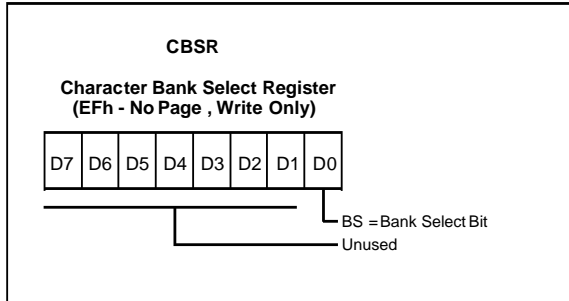 CBSR
Character Bank Select Register
(EFh - No Page , Write Only)
D7 D6 D5 D4 D3 D2 D1 D0
BS = Bank Select Bit
Unused